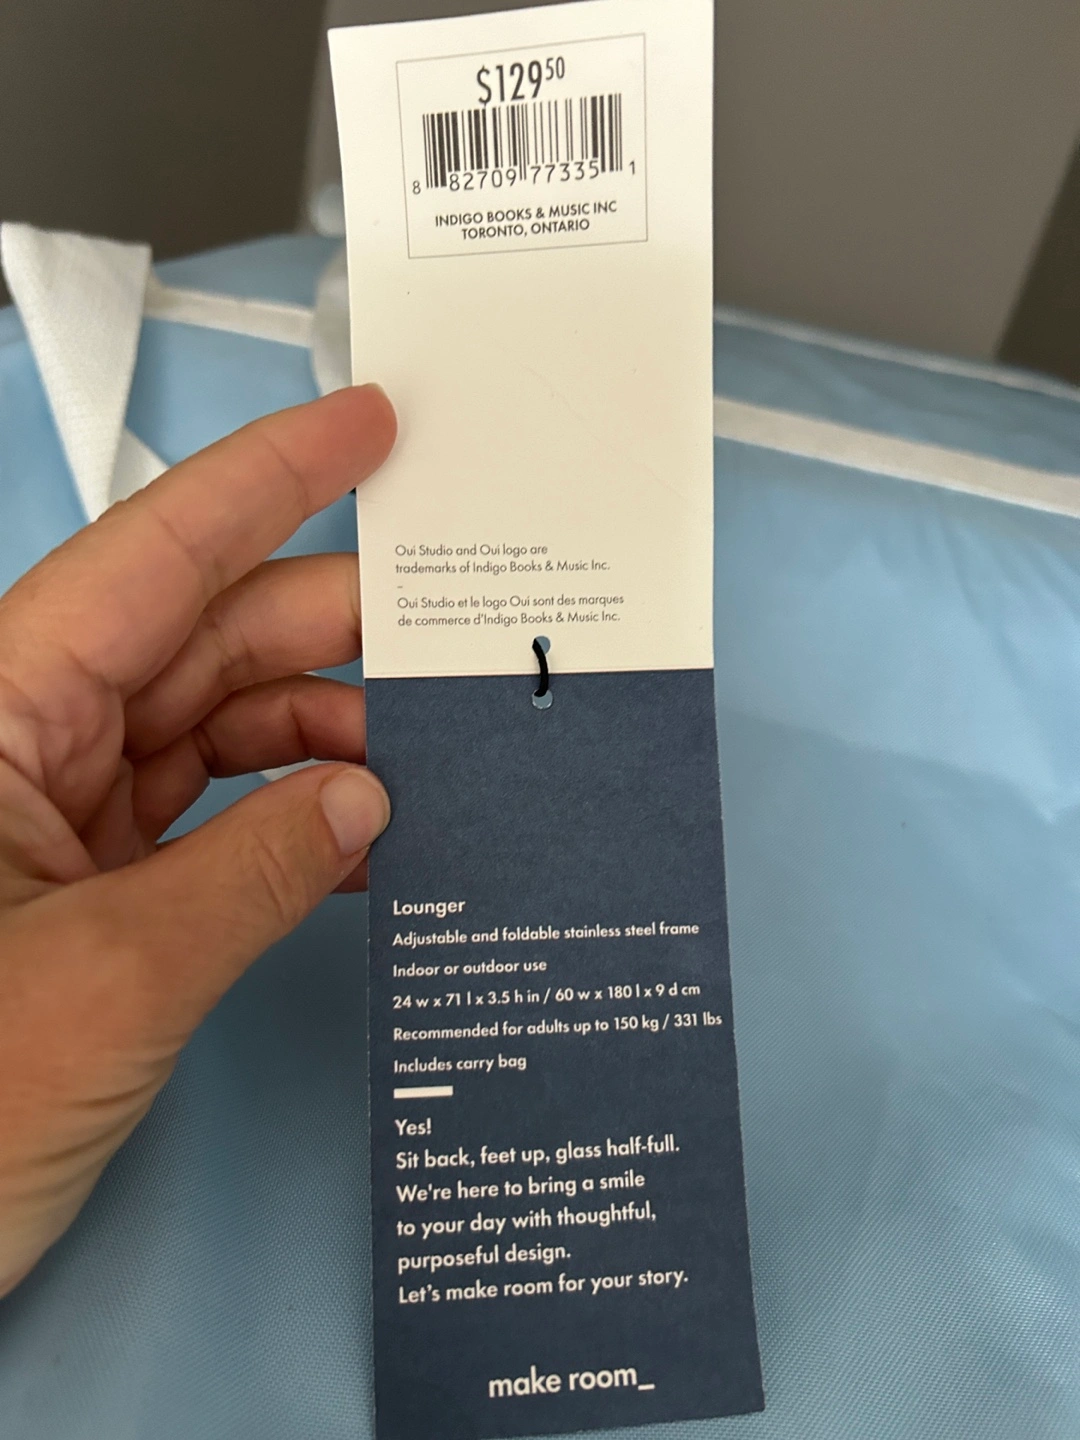 $129.50
8 82709 77335 1
INDIGO BOOKS & MUSIC INC
TORONTO, ONTARIO
Oui Studio and Oui logo are
trademarks of Indigo Books & Music Inc.
–
Oui Studio et le logo Oui sont des marques
de commerce d'Indigo Books & Music Inc.
Lounger
Adjustable and foldable stainless steel frame
Indoor or outdoor use
24 w x 71 l x 3.5 h in / 60 w x 180 l x 9 d cm
Recommended for adults up to 150 kg / 331 lbs
Includes carry bag
Yes!
Sit back, feet up, glass half-full.
We're here to bring a smile
to your day with thoughtful,
purposeful design.
Let's make room for your story.
make room_